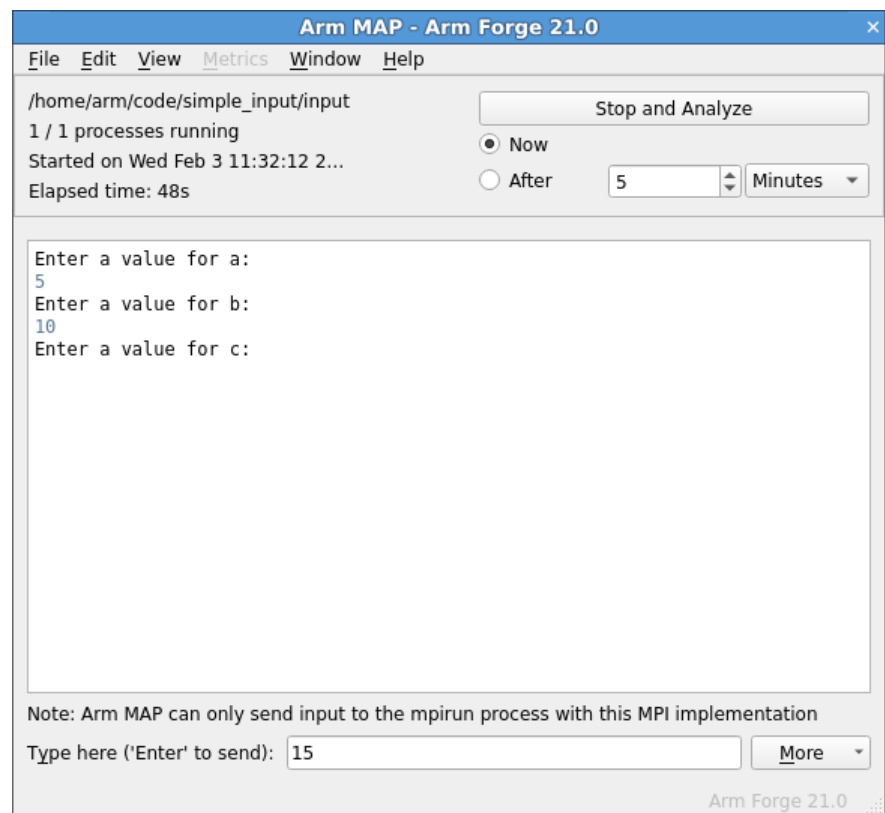 Arm MAP - Arm Forge 21.0
File Edit View Metrics Window Help
/home/arm/code/simple_input/input
1 / 1 processes running
Started on Wed Feb 3 11:32:12 2...
Elapsed time: 48s
Stop and Analyze
Now
After 5 Minutes
Enter a value for a:
5
Enter a value for b:
10
Enter a value for c:
Note: Arm MAP can only send input to the mpirun process with this MPI implementation
Type here ('Enter' to send): 15 More
Arm Forge 21.0